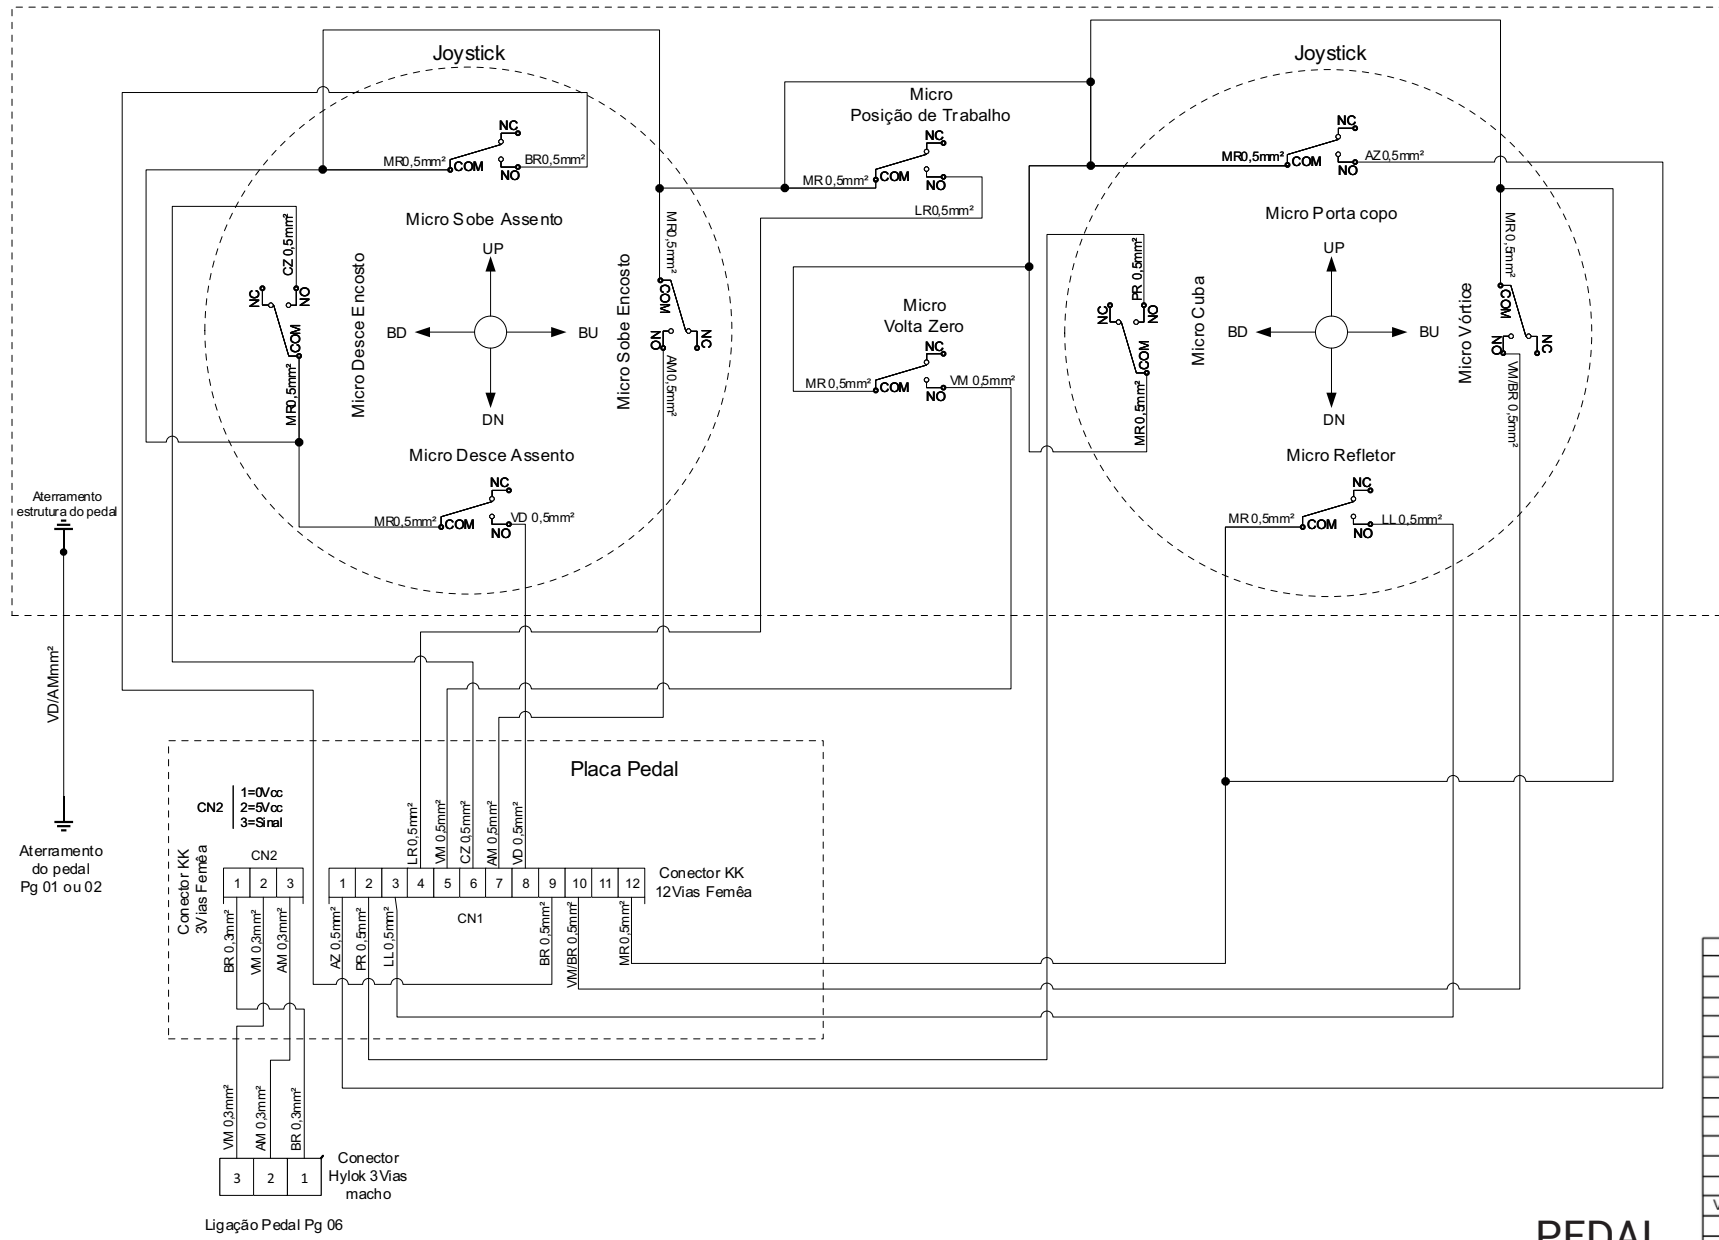 Joystick
Joystick
Micro
Posição de Trabalho
NC
MR0,5mm²
COM
NO
BR0,5mm²
NC
MR 0,5mm²
COM
NO
LR0,5mm²
NC
MR0,5mm²
COM
NO
AZ0,5mm²
Micro Sobe Assento
UP
BD
BU
DN
Micro Desce Encosto
Micro Sobe Encosto
CZ 0,5mm²
NC
NO
COM
MR0,5mm²
MR0,5mm²
COM
NO
NC
AM 0,5mm²
Micro Desce Assento
NC
MR0,5mm²
COM
NO
VD 0,5mm²
Micro
Volta Zero
NC
MR 0,5mm²
COM
NO
VM 0,5mm²
Micro Porta copo
UP
BD
BU
DN
Micro Cuba
Micro Vórtice
PR 0,5mm²
NC
NO
COM
MR 0,5mm²
MR 0,5mm²
COM
NO
NC
VM/BR 0,5mm²
Micro Refletor
NC
MR 0,5mm²
COM
NO
LL 0,5mm²
Aterramento
estrutura do pedal
VD/AMmm²
Aterramento
do pedal
Pg 01 ou 02
Placa Pedal
CN2
1=0Vcc
2=5Vcc
3=Sinal
Conector KK
3Vias Femêa
CN2
1 2 3
BR 0,3mm²
VM 0,3mm²
AM 0,3mm²
LR 0,5mm²
VM 0,5mm²
CZ 0,5mm²
AM 0,5mm²
VD 0,5mm²
1 2 3 4 5 6 7 8 9 10 11 12
CN1
Conector KK
12Vias Femêa
AZ 0,5mm²
PR 0,5mm²
LL 0,5mm²
BR 0,5mm²
VM/BR 0,5mm²
MR 0,5mm²
VM 0,3mm²
AM 0,3mm²
BR 0,3mm²
3 2 1
Conector
Hylok 3Vias
macho
Ligação Pedal Pg 06
PEDAL